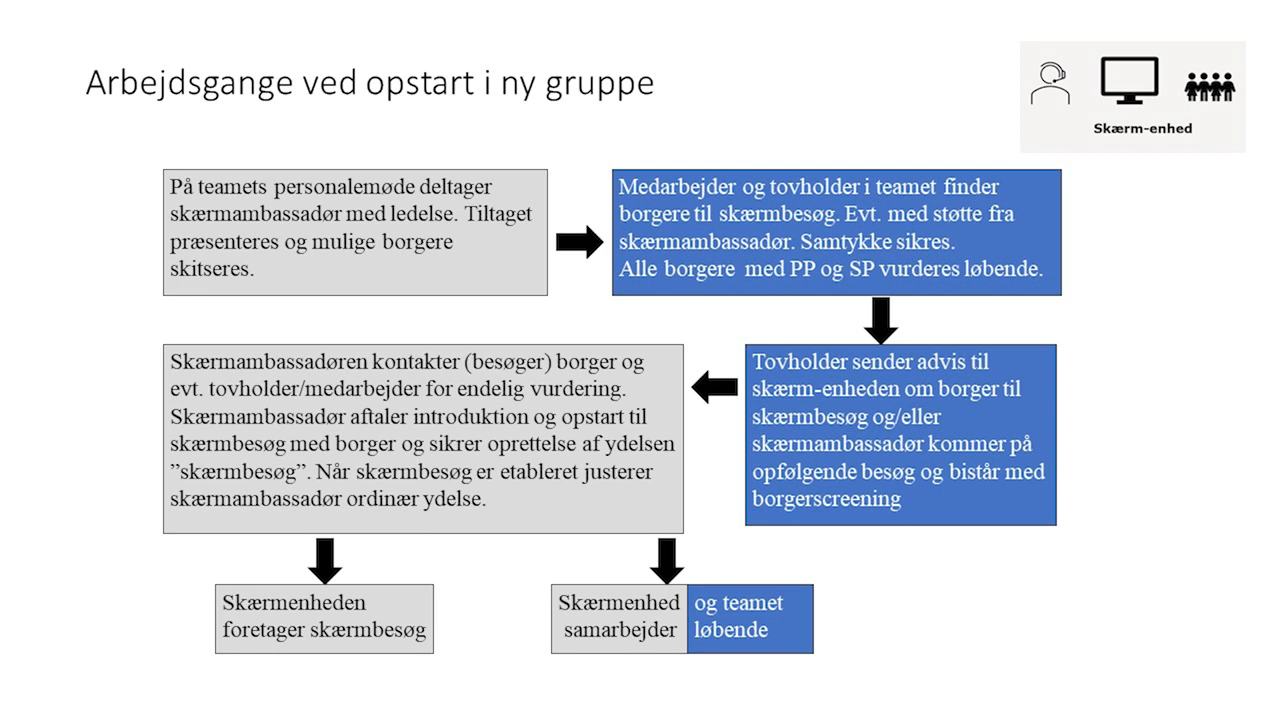 Arbejdsgange ved opstart i ny gruppe
Skærm-enhed
På teamets personalemøde deltager
skærmambassadør med ledelse. Tiltaget
præsenteres og mulige borgere
skitseres.
Medarbejder og tovholder i teamet finder
borgere til skærmbesøg. Evt. med støtte fra
skærmambassadør. Samtykke sikres.
Alle borgere med PP og SP vurderes løbende.
Tovholder sender advis til
skærm-enheden om borger til
skærmbesøg og/eller
skærmambassadør kommer på
opfølgende besøg og bistår med
borgerscreening
Skærmambassadøren kontakter (besøger) borger og
evt. tovholder/medarbejder for endelig vurdering.
Skærmambassadør aftaler introduktion og opstart til
skærmbesøg med borger og sikrer oprettelse af ydelsen
”skærmbesøg”. Når skærmbesøg er etableret justerer
skærmambassadør ordinær ydelse.
Skærmenheden
foretager skærmbesøg
Skærmenhed og teamet
samarbejder løbende